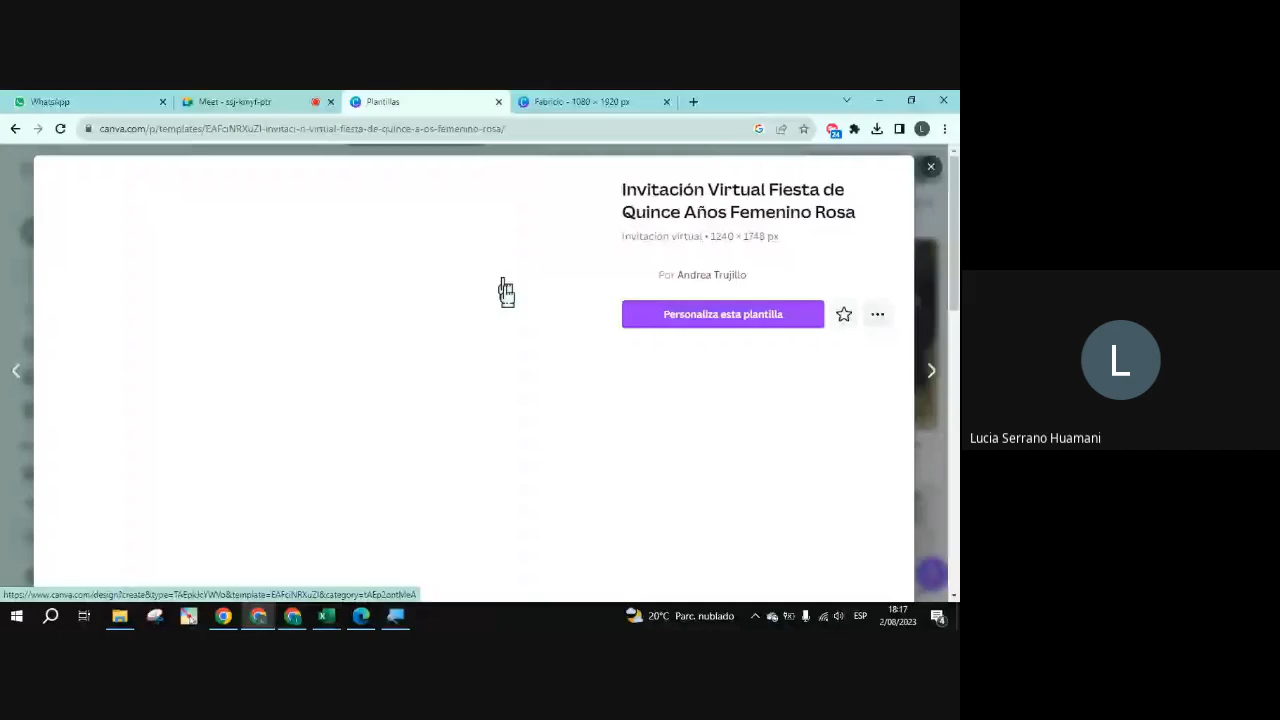 WhatsApp
Meet - ssj-kmyf-ptr
Plantillas
Fabricio - 1080 × 1920 px
canva.com/p/templates/EAFciNRXuZI-invitaci-n-virtual-fiesta-de-quince-a-os-femenino-rosa/
24
L
Invitación Virtual Fiesta de
Quince Años Femenino Rosa
Invitación virtual • 1240 × 1748 px
Por Andrea Trujillo
Personaliza esta plantilla
L
Lucia Serrano Huamani
20°C Parc. nublado
ESP
18:17
2/08/2023
4